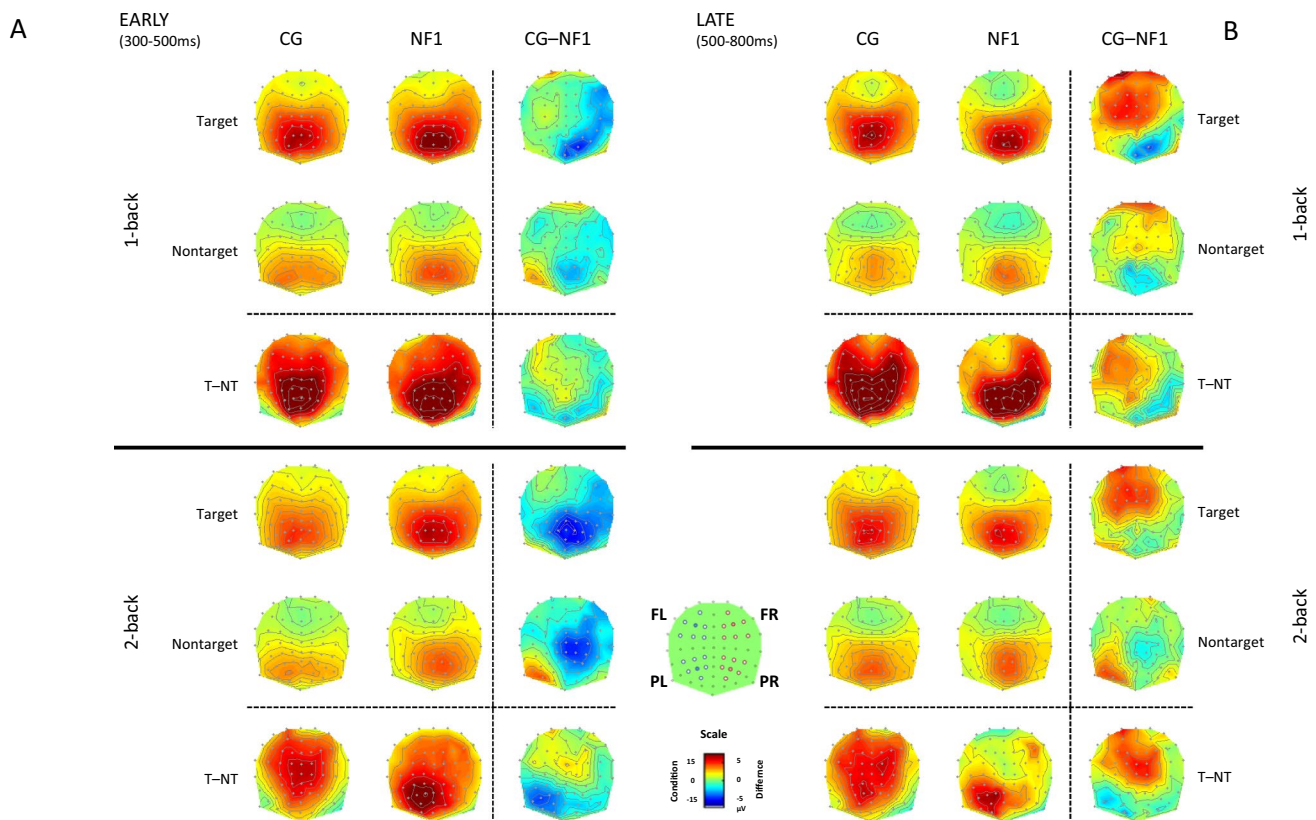 A
EARLY
(300-500ms)
CG
NF1
CG–NF1
LATE
(500-800ms)
CG
NF1
CG–NF1
B
Target
Target
1-back
1-back
Nontarget
Nontarget
T–NT
T–NT
Target
Target
2-back
2-back
Nontarget
Nontarget
FL
FR
PL
PR
T–NT
T–NT
Scale
Condition
15
0
-15
5
0
-5
µV
Differnce